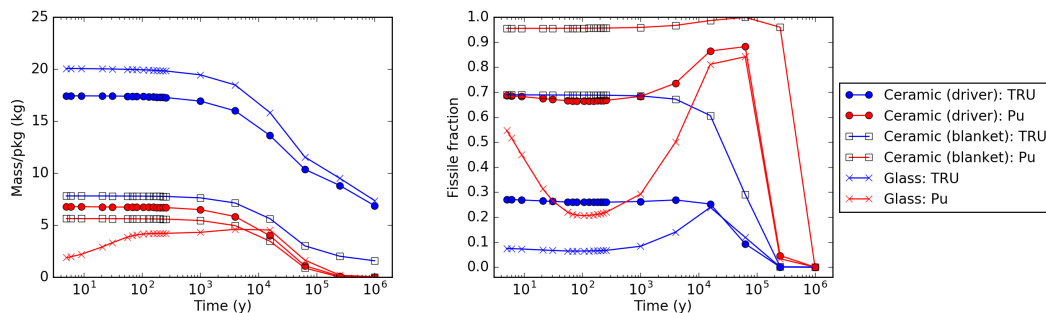 Mass/pkg (kg)
25
20
15
10
5
0
10^1 10^2 10^3 10^4 10^5 10^6
Time (y)
Fissile fraction
1.0
0.9
0.8
0.7
0.6
0.5
0.4
0.3
0.2
0.1
0.0
10^1 10^2 10^3 10^4 10^5 10^6
Time (y)
Ceramic (driver): TRU
Ceramic (driver): Pu
Ceramic (blanket): TRU
Ceramic (blanket): Pu
Glass: TRU
Glass: Pu